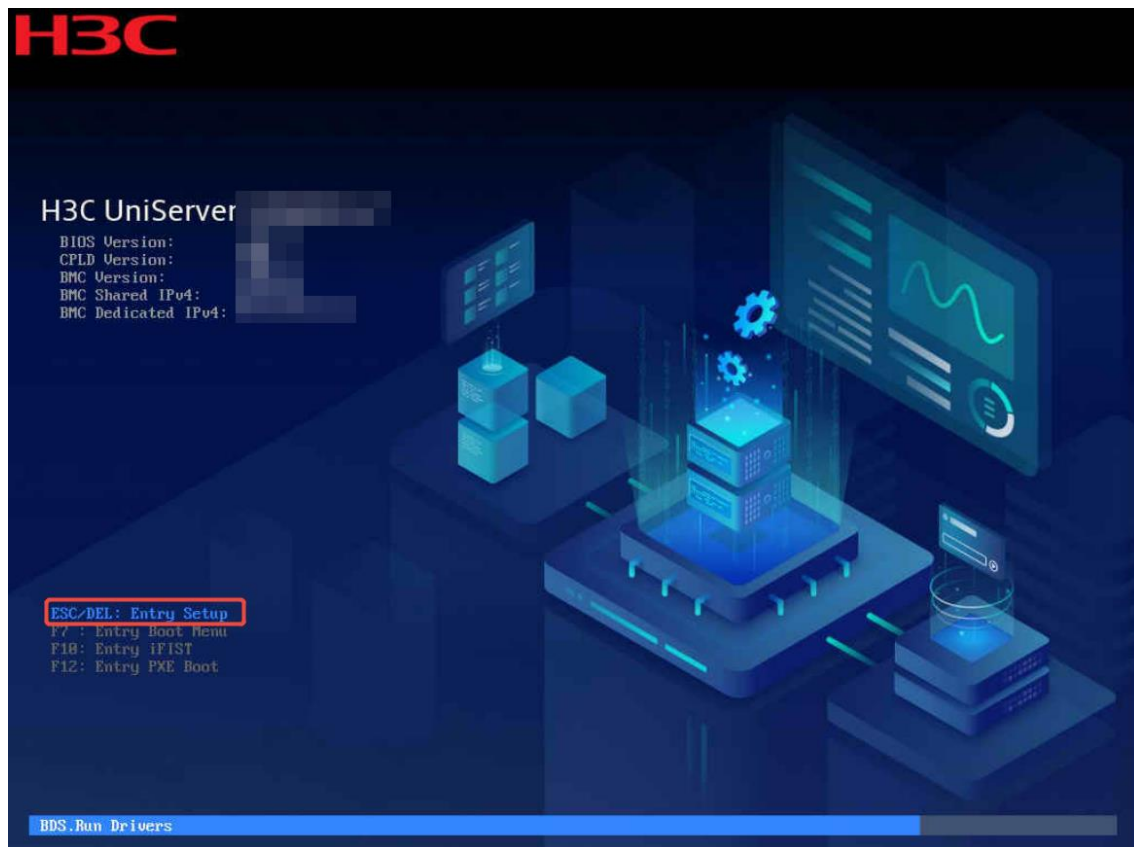 H3C
H3C UniServer
BIOS Version:
CPLD Version:
BMC Version:
BMC Shared IPv4:
BMC Dedicated IPv4:
ESC/DEL: Entry Setup
F7 : Entry Boot Menu
F10: Entry iFIST
F12: Entry PXE Boot
BDS.Run Drivers